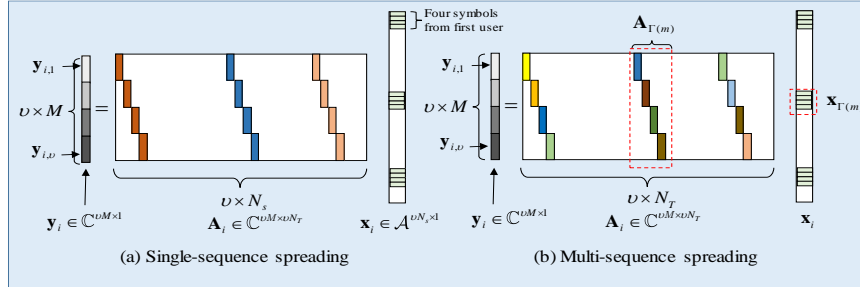 Four symbols
from first user
y_{i,1}
υ × M
=
y_{i,υ}
υ × N_s
y_i ∈ ℂ^{υM×1}
A_i ∈ ℂ^{υM×υN_T}
x_i ∈ 𝒜^{υN_s×1}
(a) Single-sequence spreading
A_{Γ(m)}
y_{i,1}
υ × M
=
y_{i,υ}
x_{Γ(m
υ × N_T
y_i ∈ ℂ^{υM×1}
A_i ∈ ℂ^{υM×υN_T}
x_i
(b) Multi-sequence spreading